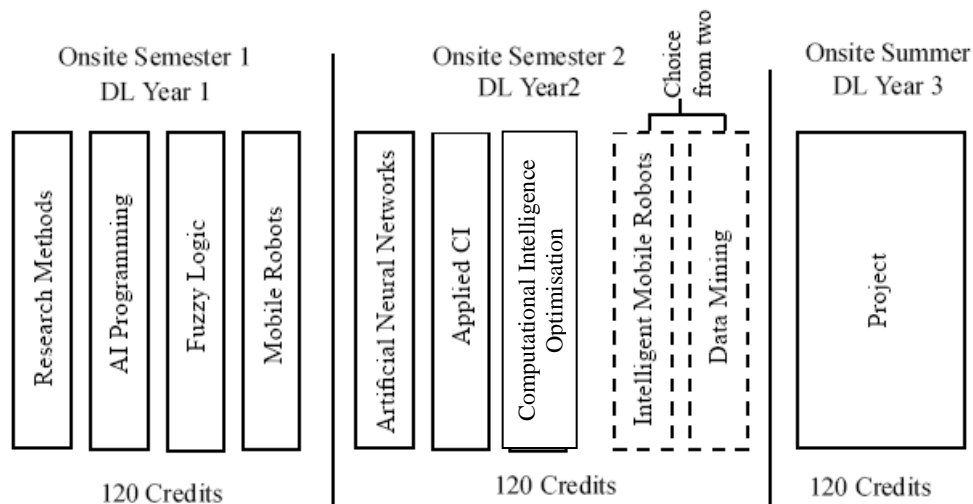 Onsite Semester 1
DL Year 1
Research Methods
AI Programming
Fuzzy Logic
Mobile Robots
120 Credits
Onsite Semester 2
DL Year2
Choice
from two
Artificial Neural Networks
Applied CI
Computational Intelligence
Optimisation
Intelligent Mobile Robots
Data Mining
120 Credits
Onsite Summer
DL Year 3
Project
120 Credits